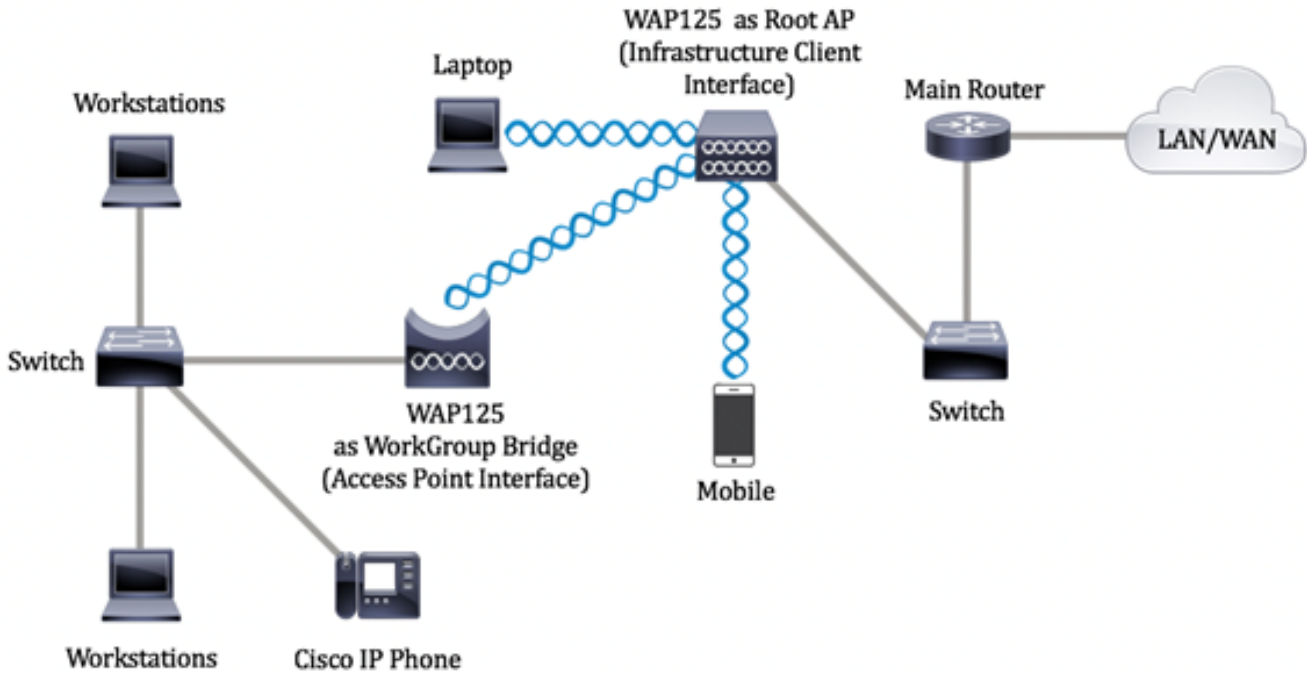 WAP125 as Root AP
(Infrastructure Client
Interface)
Laptop
Main Router
Workstations
LAN/WAN
Switch
WAP125
as WorkGroup Bridge
(Access Point Interface)
Switch
Mobile
Workstations
Cisco IP Phone